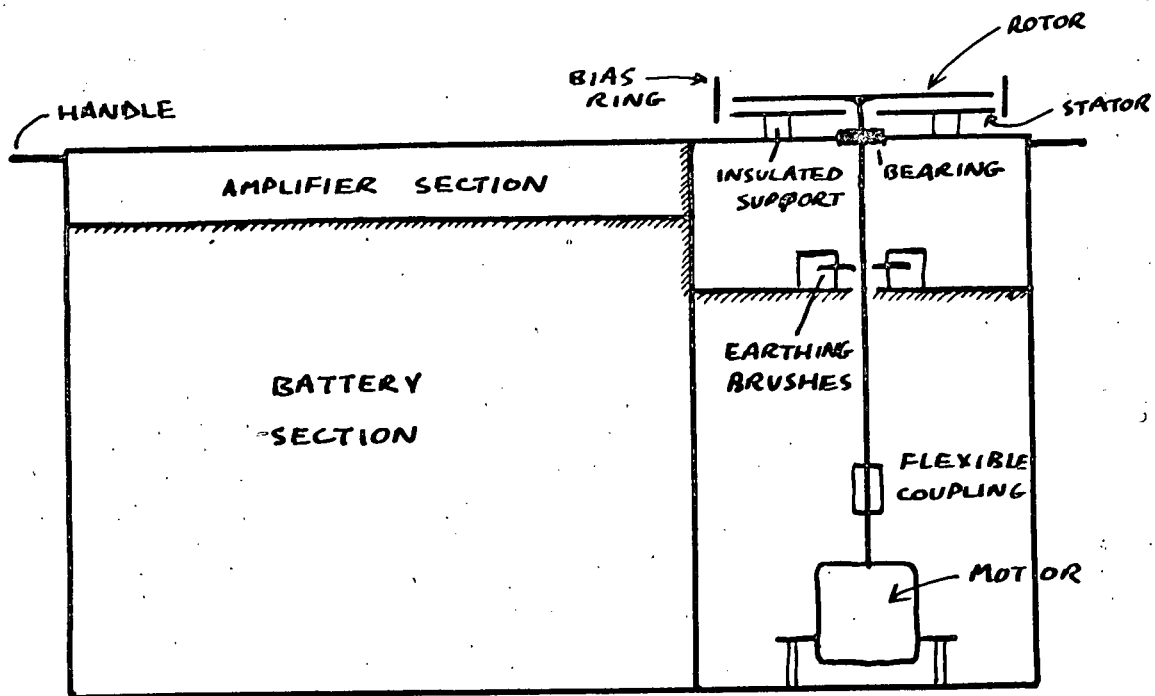 ROTOR
BIAS
RING
STATOR
HANDLE
AMPLIFIER SECTION
INSULATED
SUPPORT
BEARING
EARTHING
BRUSHES
BATTERY
SECTION
FLEXIBLE
COUPLING
MOTOR